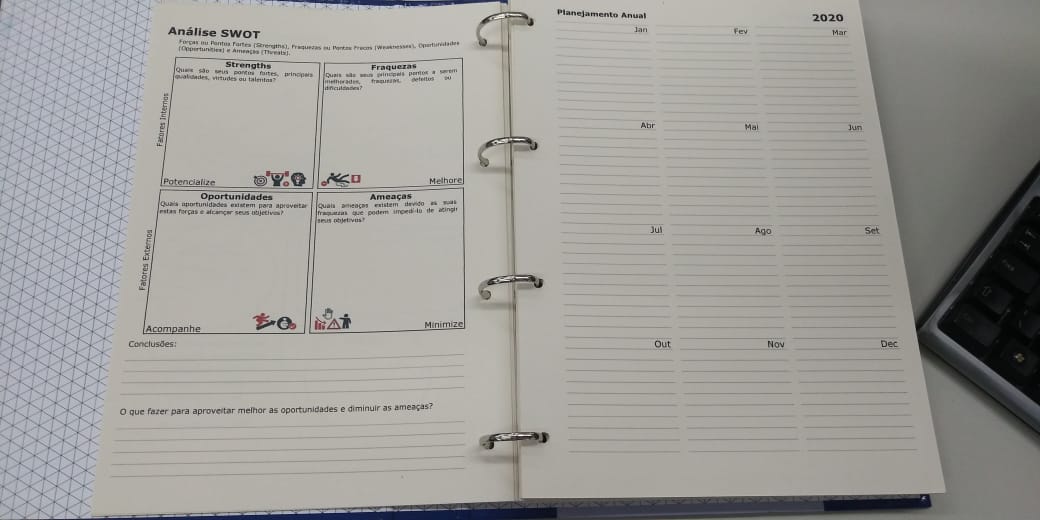 Análise SWOT
Forças ou Pontos Fortes (Strengths), Fraquezas ou Pontos Fracos (Weaknesses), Oportunidades
(Opportunities) e Ameaças (Threats).
Fatores Internos
Strengths
Quais são seus pontos fortes, principais
qualidades, virtudes ou talentos?
Potencialize
Fraquezas
Quais são seus principais pontos a serem
melhorados, fraquezas, defeitos ou
dificuldades?
Melhore
Fatores Externos
Oportunidades
Quais oportunidades existem para aproveitar
estas forças e alcançar seus objetivos?
Acompanhe
Ameaças
Quais ameaças existem devido as suas
fraquezas que podem impedi-lo de atingir
seus objetivos?
Minimize
Conclusões:
O que fazer para aproveitar melhor as oportunidades e diminuir as ameaças?
Planejamento Anual
2020
Jan
Fev
Mar
Abr
Mai
Jun
Jul
Ago
Set
Out
Nov
Dec